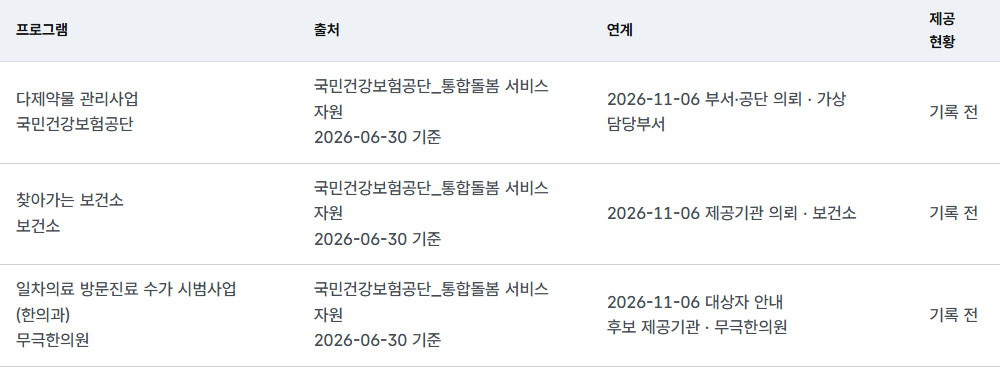 프로그램
출처
연계
제공
현황
다제약물 관리사업
국민건강보험공단
국민건강보험공단_통합돌봄 서비스
자원
2026-06-30 기준
2026-11-06 부서·공단 의뢰 · 가상
담당부서
기록 전
찾아가는 보건소
보건소
국민건강보험공단_통합돌봄 서비스
자원
2026-06-30 기준
2026-11-06 제공기관 의뢰 · 보건소
기록 전
일차의료 방문진료 수가 시범사업
(한의과)
무극한의원
국민건강보험공단_통합돌봄 서비스
자원
2026-06-30 기준
2026-11-06 대상자 안내
후보 제공기관 · 무극한의원
기록 전